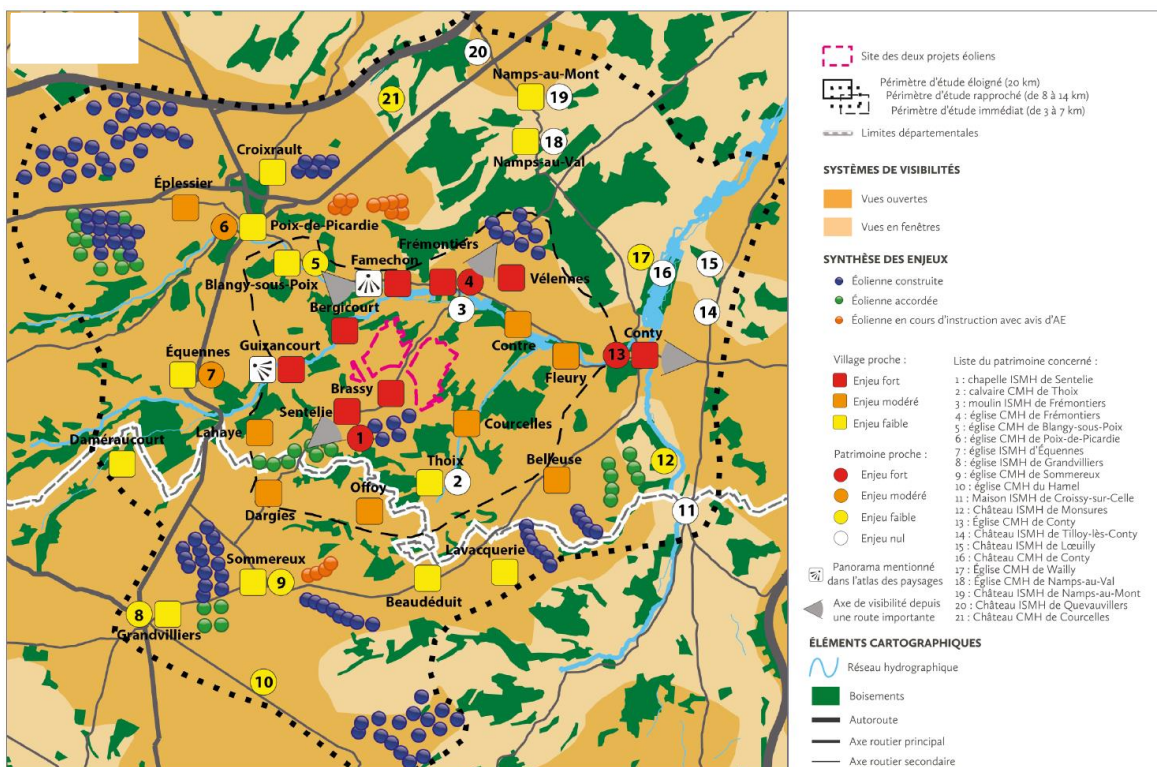 20
Namps-au-Mont
21
19
18
Namps-au-Val
Croixrault
Éplessier
6
Poix-de-Picardie
Frémontiers
17
16
15
5
Famechon
4
Vélennes
Blangy-sous-Poix
3
14
Bergicourt
Conty
Contre
13
Équennes
Guizancourt
Fleury
7
Brassy
Sentelie
Courcelles
Lahaye
1
Daméraucourt
Thoix
Belleuse
12
2
Offoy
Dargies
11
Sommereux
Lavacquerie
9
Beaudéduit
8
Grandvilliers
10
Site des deux projets éoliens
Périmètre d'étude éloigné (20 km)
Périmètre d'étude rapproché (de 8 à 14 km)
Périmètre d'étude immédiat (de 3 à 7 km)
Limites départementales
SYSTÈMES DE VISIBILITÉS
Vues ouvertes
Vues en fenêtres
SYNTHÈSE DES ENJEUX
Éolienne construite
Éolienne accordée
Éolienne en cours d'instruction avec avis d'AE
Village proche :
Enjeu fort
Enjeu modéré
Enjeu faible
Patrimoine proche :
Enjeu fort
Enjeu modéré
Enjeu faible
Enjeu nul
Panorama mentionné
dans l'atlas des paysages
Axe de visibilité depuis
une route importante
Liste du patrimoine concerné :
1 : chapelle ISMH de Sentelie
2 : calvaire CMH de Thoix
3 : moulin ISMH de Frémontiers
4 : église CMH de Frémontiers
5 : église CMH de Blangy-sous-Poix
6 : église CMH de Poix-de-Picardie
7 : église ISMH d'Équennes
8 : église ISMH de Grandvilliers
9 : église CMH de Sommereux
10 : église CMH du Hamel
11 : Maison ISMH de Croissy-sur-Celle
12 : Château ISMH de Monsures
13 : Église CMH de Conty
14 : Château ISMH de Tilloy-lès-Conty
15 : Château ISMH de Lœuilly
16 : Château CMH de Conty
17 : Église CMH de Wailly
18 : Église CMH de Namps-au-Val
19 : Château ISMH de Namps-au-Mont
20 : Château ISMH de Quevauvillers
21 : Château CMH de Courcelles
ÉLÉMENTS CARTOGRAPHIQUES
Réseau hydrographique
Boisements
Autoroute
Axe routier principal
Axe routier secondaire